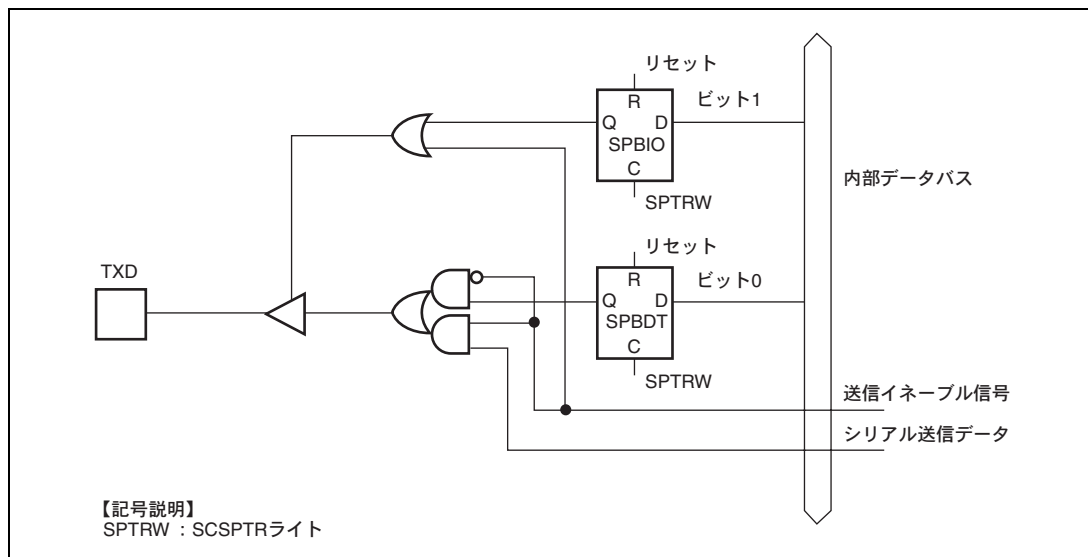 リセット
R
ビット1
Q D
SPBIO
C
SPTRW
内部データバス
リセット
R
ビット0
Q D
SPBDT
C
SPTRW
TXD
送信イネーブル信号
シリアル送信データ
【記号説明】
SPTRW :SCSPTRライト